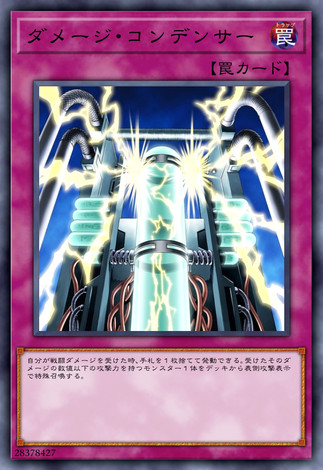 ダメージ・コンデンサー
トラップ
罠
【罠カード】
自分が戦闘ダメージを受けた時、手札を1枚捨てて発動できる。受けたそのダ
メージの数値以下の攻撃力を持つモンスター1体をデッキから表側攻撃表示
で特殊召喚する。
28378427